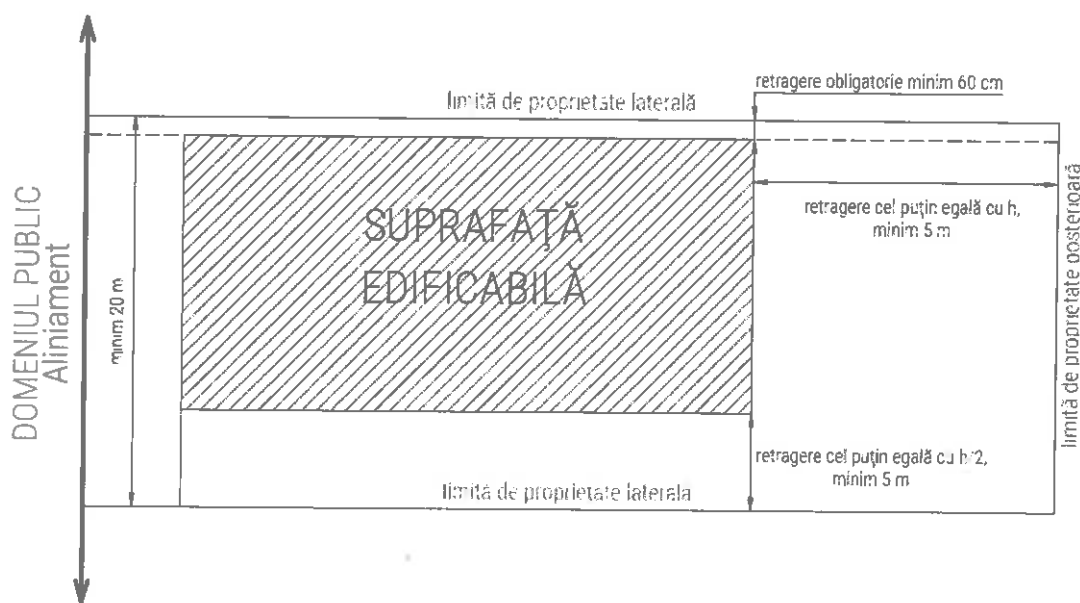 retragere obligatorie minim 60 cm
limită de proprietate laterală
DOMENIUL PUBLIC
Aliniament
minim 20 m
SUPRAFAȚĂ
EDIFICABILĂ
retragere cel puțin egală cu h,
minim 5 m
limită de proprietate posterioară
retragere cel puțin egală cu h/2,
minim 5 m
limită de proprietate laterala